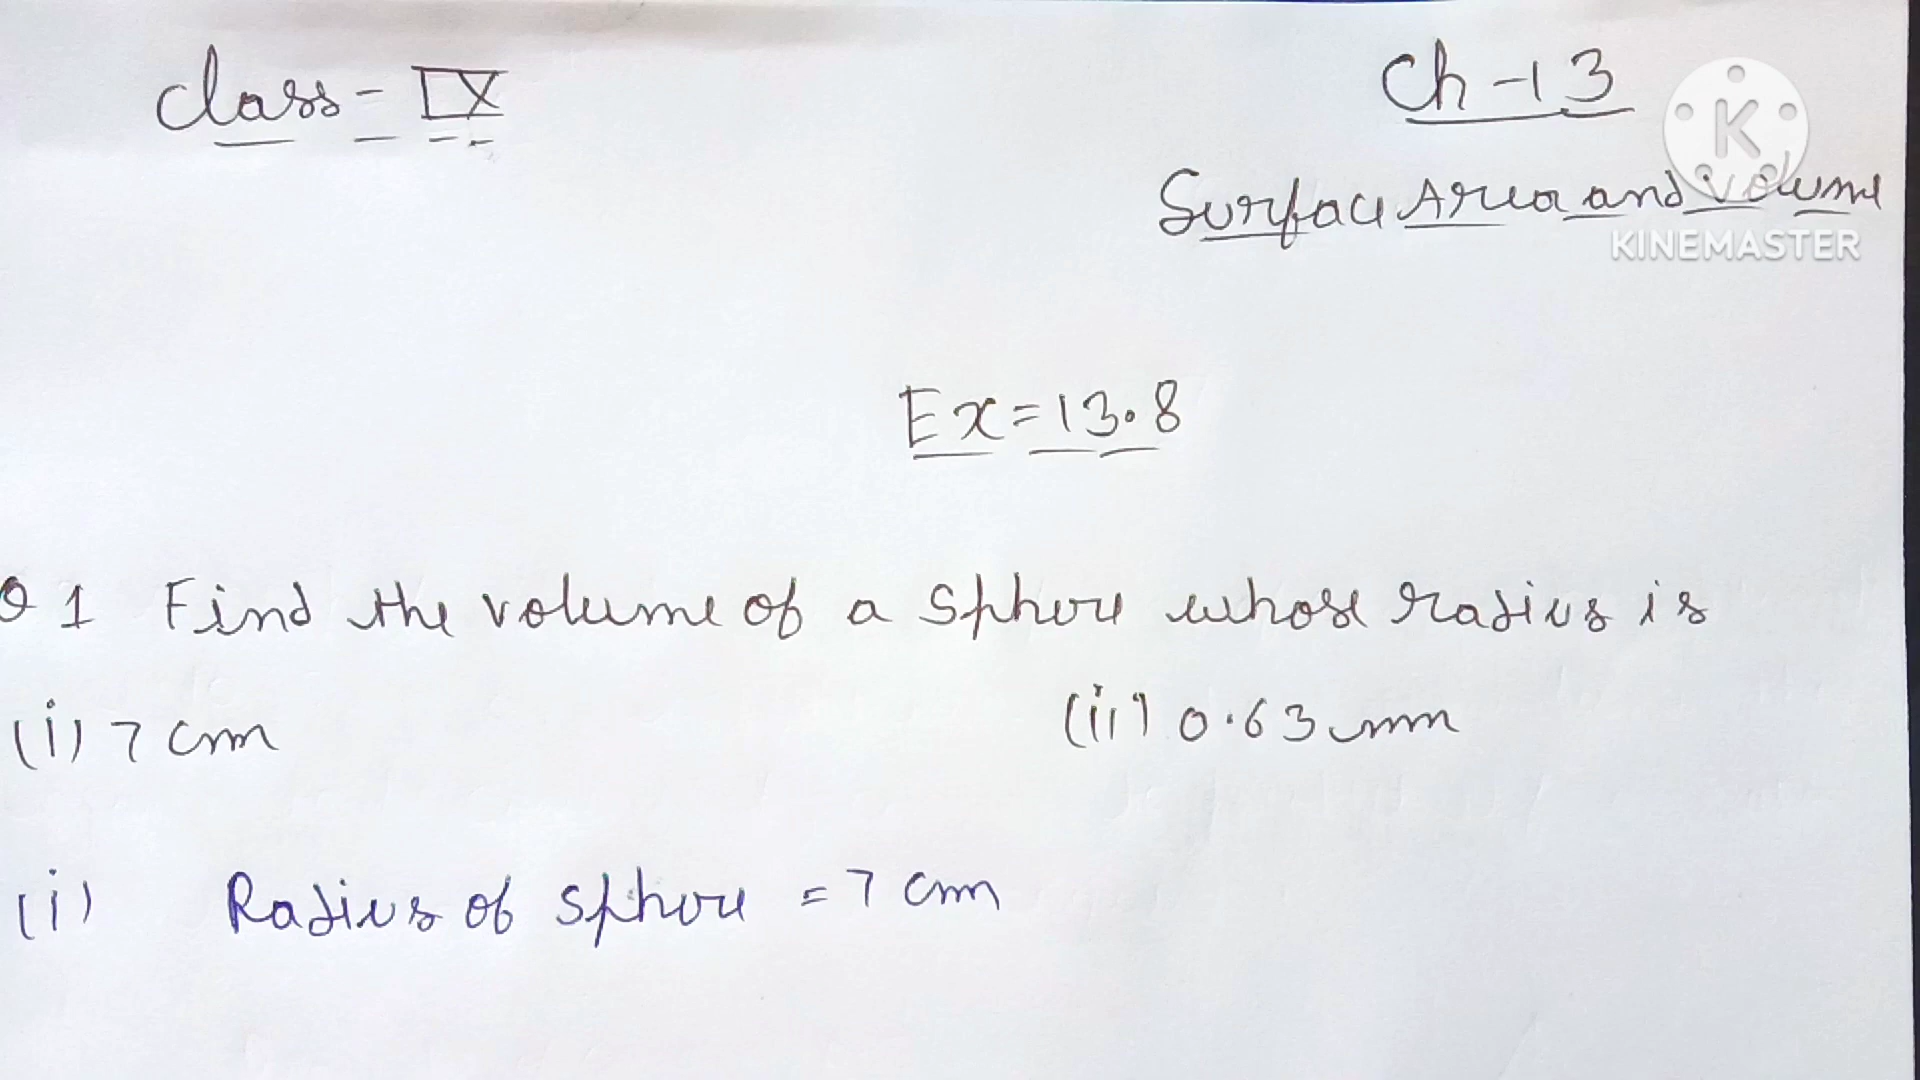 Class - IX
Ch - 13
Surface Area and Volume
K
KINEMASTER
Ex = 13.8
Q 1 Find the volume of a sphere whose radius is
(i) 7 cm (ii) 0.63 mm
(i) Radius of sphere = 7 cm